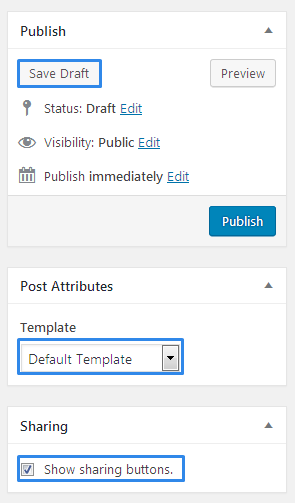 Publish
Save Draft Preview
Status: Draft Edit
Visibility: Public Edit
Publish immediately Edit
Publish
Post Attributes
Template
Default Template
Sharing
Show sharing buttons.